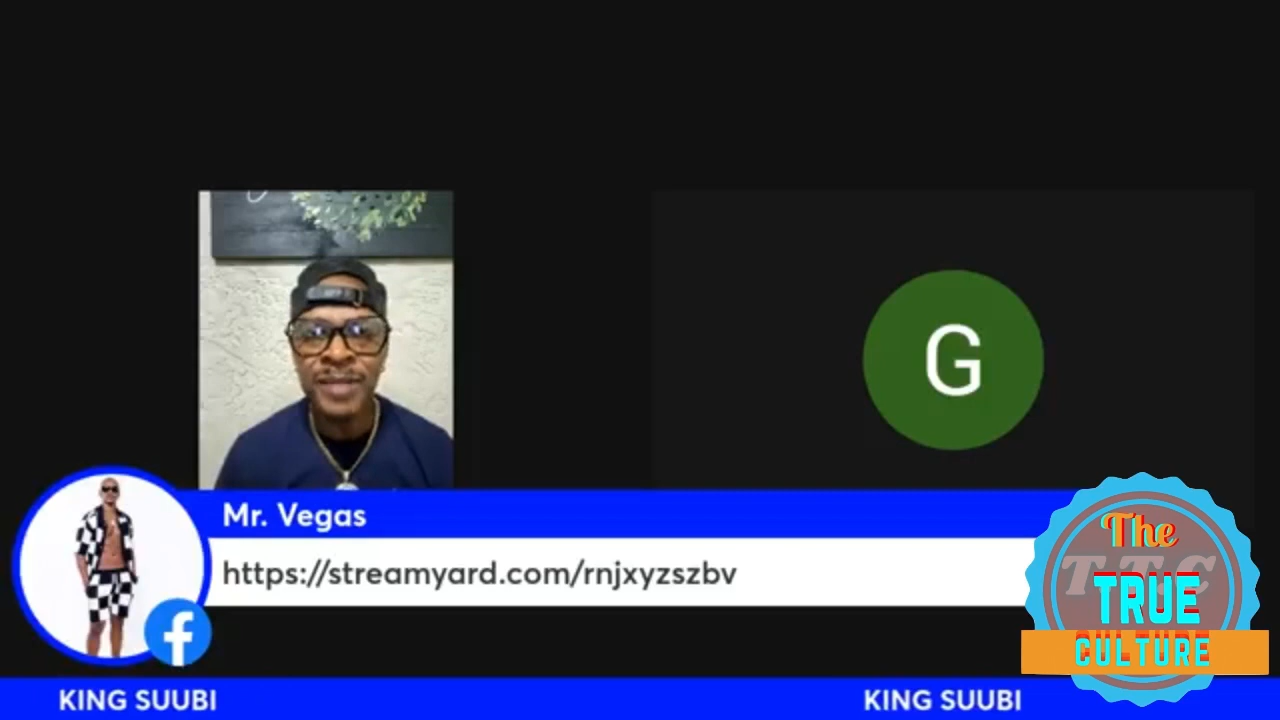 G
Mr. Vegas
https://streamyard.com/rnjxyzszbv
The
T.T.C
TRUE
CULTURE
KING SUUBI
KING SUUBI